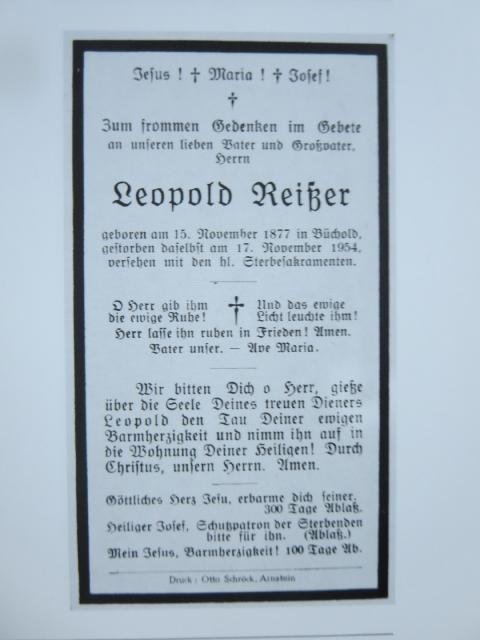 Jesus ! † Maria ! † Josef !
†
Zum frommen Gedenken im Gebete
an unseren lieben Vater und Großvater,
Herrn
Leopold Reißer
geboren am 15. November 1877 in Büchold,
gestorben daselbst am 17. November 1954,
versehen mit den hl. Sterbesakramenten.
O Herr gib ihm † Und das ewige
die ewige Ruhe! Licht leuchte ihm!
Herr lasse ihn ruhen in Frieden! Amen.
Vater unser. — Ave Maria.
Wir bitten Dich o Herr, gieße
über die Seele Deines treuen Dieners
Leopold den Tau Deiner ewigen
Barmherzigkeit und nimm ihn auf in
die Wohnung Deiner Heiligen! Durch
Christus, unsern Herrn. Amen.
Göttliches Herz Jesu, erbarme dich seiner.
300 Tage Ablaß.
Heiliger Josef, Schutzpatron der Sterbenden
bitte für ihn. (Ablaß.)
Mein Jesus, Barmherzigkeit! 100 Tage Ab.
Druck : Otto Schröck, Arnstein